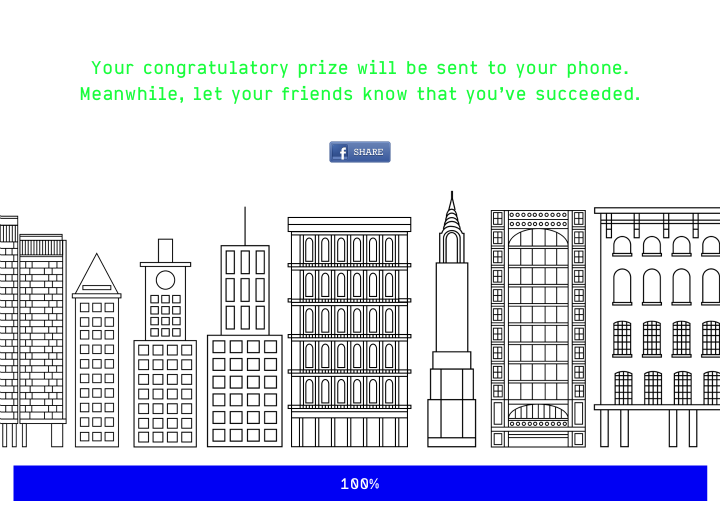 Your congratulatory prize will be sent to your phone.
Meanwhile, let your friends know that you've succeeded.
f SHARE
100%